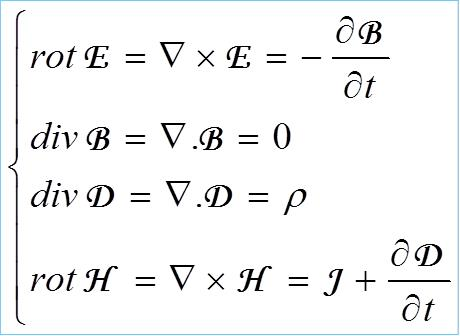 rot ℰ = ∇ × ℰ = − ∂ℬ/∂t
div ℬ = ∇.ℬ = 0
div 𝒟 = ∇.𝒟 = ρ
rot ℋ = ∇ × ℋ = 𝒥 + ∂𝒟/∂t